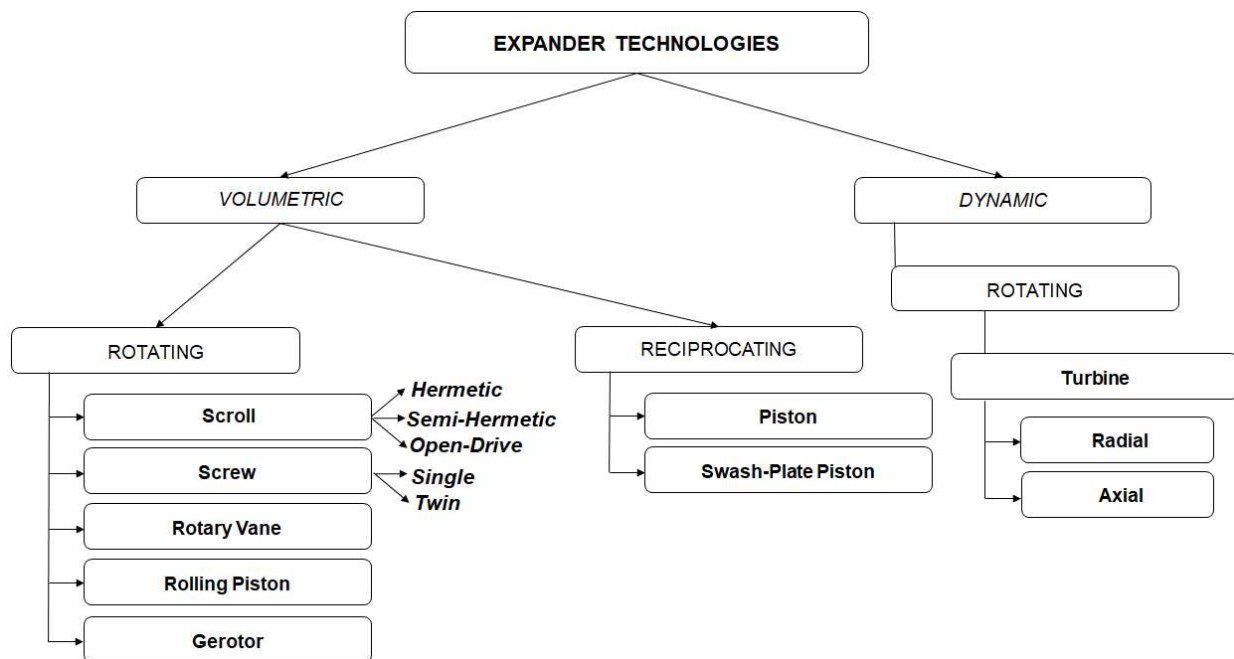 EXPANDER TECHNOLOGIES
VOLUMETRIC
DYNAMIC
ROTATING
ROTATING
RECIPROCATING
Scroll
Hermetic
Semi-Hermetic
Open-Drive
Screw
Single
Twin
Rotary Vane
Rolling Piston
Gerotor
Piston
Swash-Plate Piston
Turbine
Radial
Axial